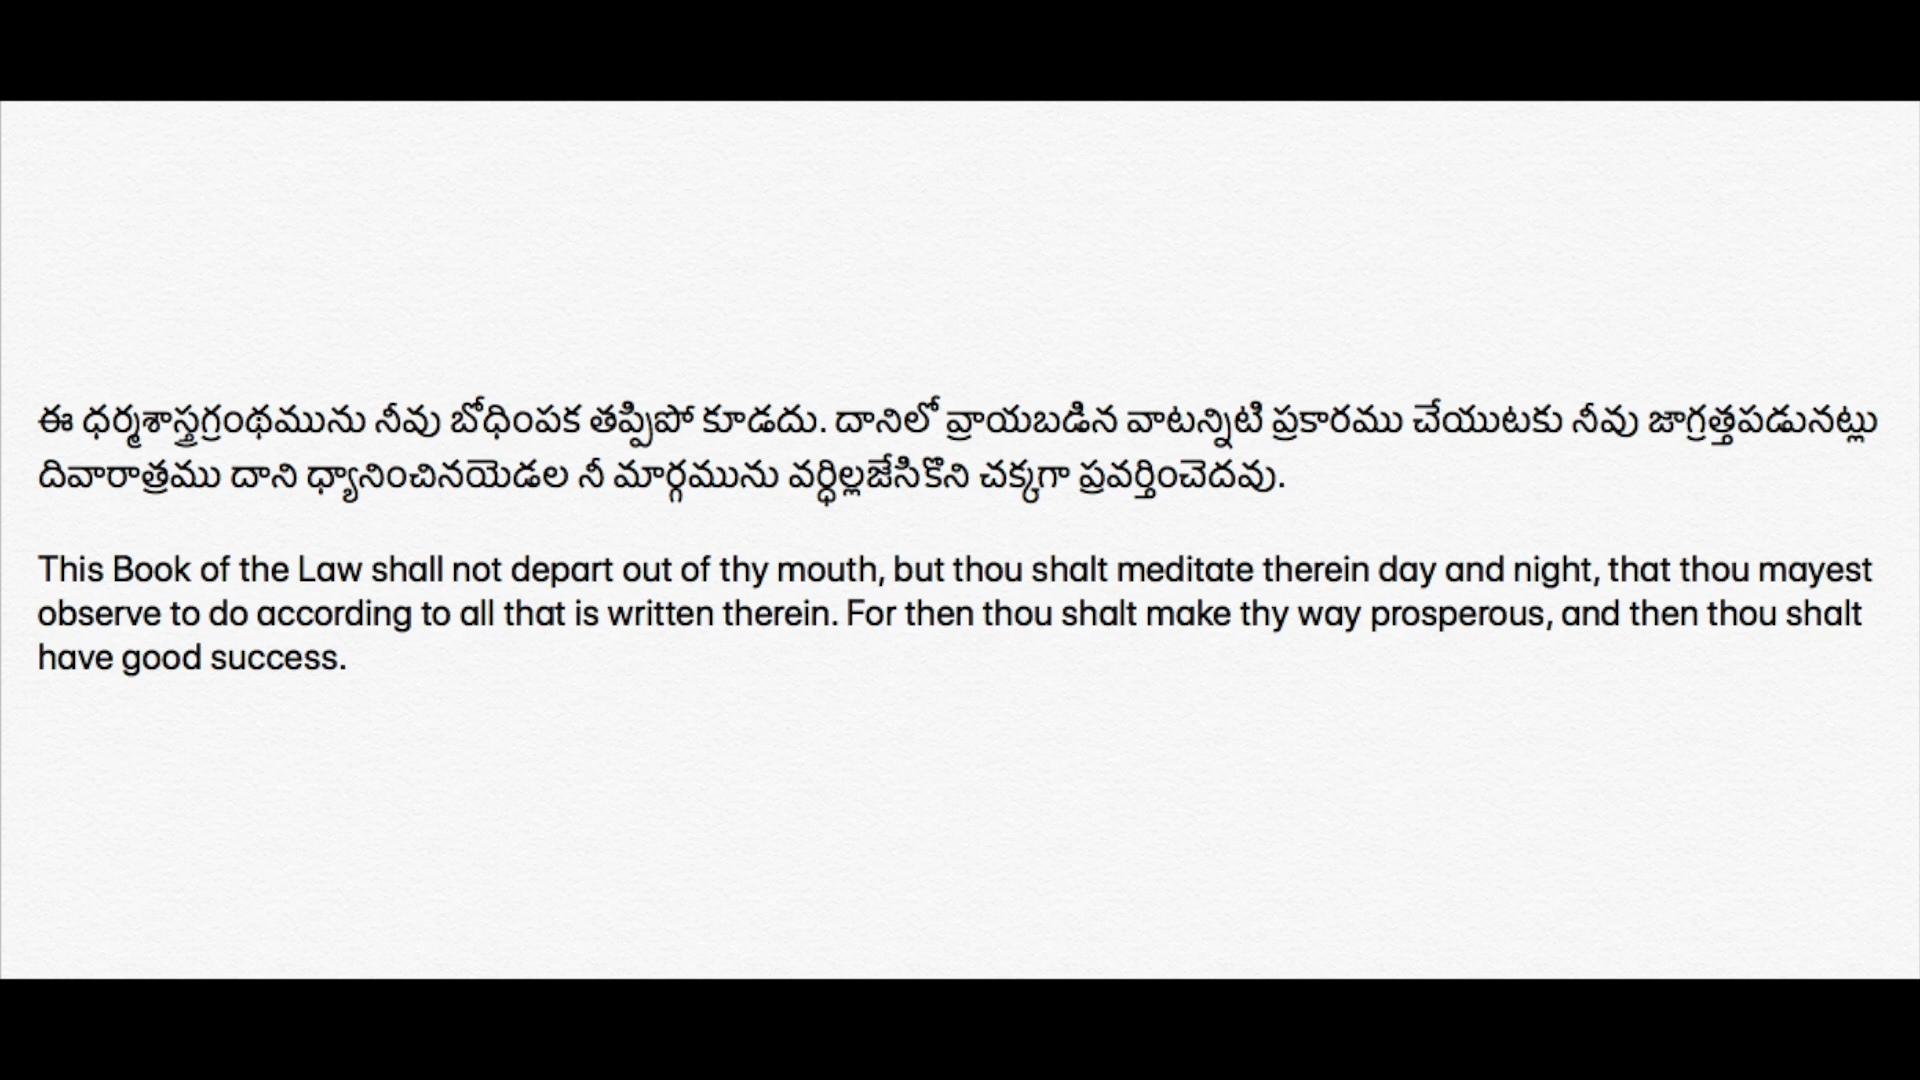 ఈ ధర్మశాస్త్రగ్రంథమును నీవు బోధింపక తప్పిపో కూడదు. దానిలో వ్రాయబడిన వాటన్నిటి ప్రకారము చేయుటకు నీవు జాగ్రత్తపడునట్లు
దివారాత్రము దాని ధ్యానించినయెడల నీ మార్గమును వర్ధిల్లజేసికొని చక్కగా ప్రవర్తించెదవు.
This Book of the Law shall not depart out of thy mouth, but thou shalt meditate therein day and night, that thou mayest
observe to do according to all that is written therein. For then thou shalt make thy way prosperous, and then thou shalt
have good success.